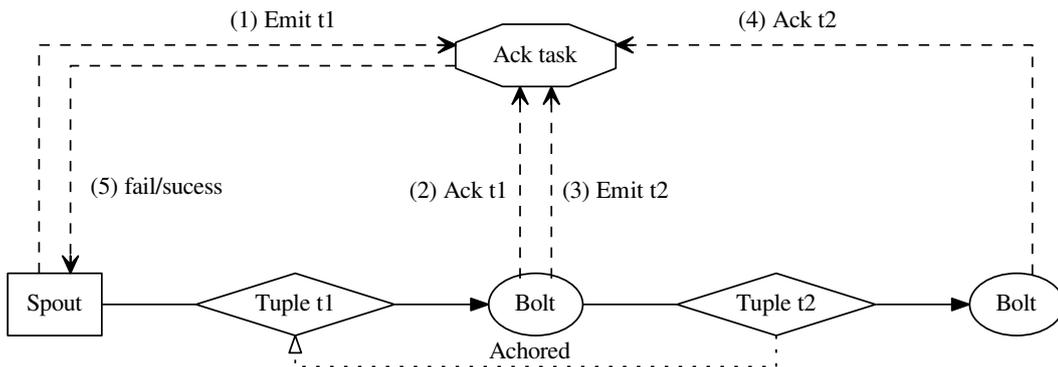 (1) Emit t1
(4) Ack t2
Ack task
(5) fail/sucess
(2) Ack t1
(3) Emit t2
Spout
Tuple t1
Bolt
Tuple t2
Bolt
Achored